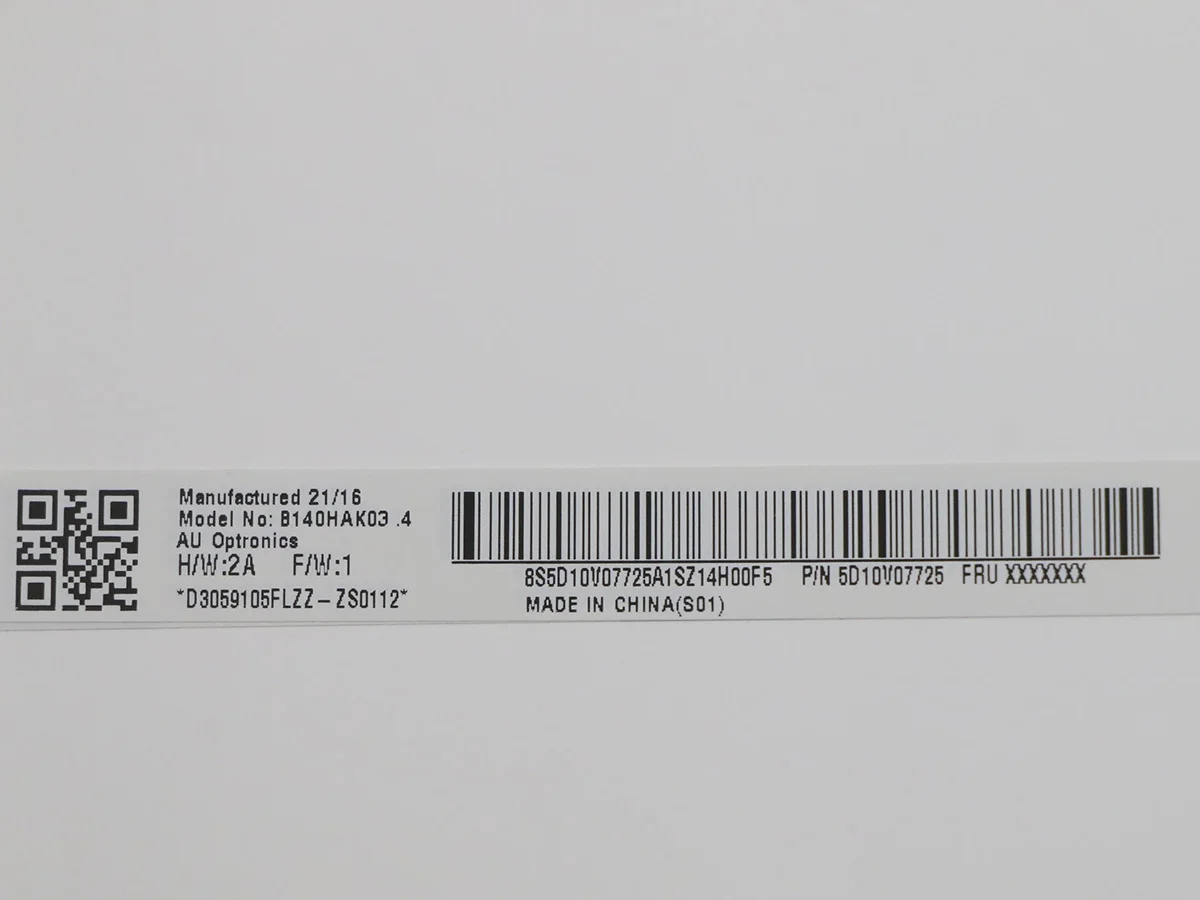 Manufactured 21/16
Model No: B140HAK03 .4
AU Optronics
H/W:2A F/W:1
*D3059105FLZZ-ZS0112*
8S5D10V07725A1SZ14H00F5 P/N 5D10V07725 FRU XXXXXXX
MADE IN CHINA(S01)